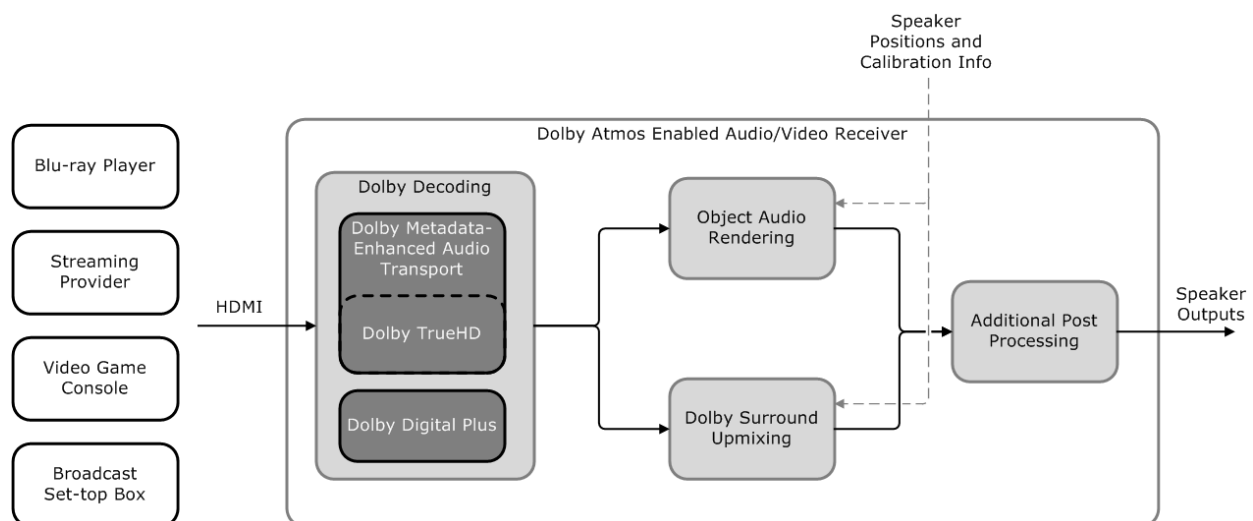 Speaker
Positions and
Calibration Info
Dolby Atmos Enabled Audio/Video Receiver
Blu-ray Player
Streaming
Provider
Video Game
Console
Broadcast
Set-top Box
HDMI
Dolby Decoding
Dolby Metadata-
Enhanced Audio
Transport
Dolby TrueHD
Dolby Digital Plus
Object Audio
Rendering
Dolby Surround
Upmixing
Additional Post
Processing
Speaker
Outputs